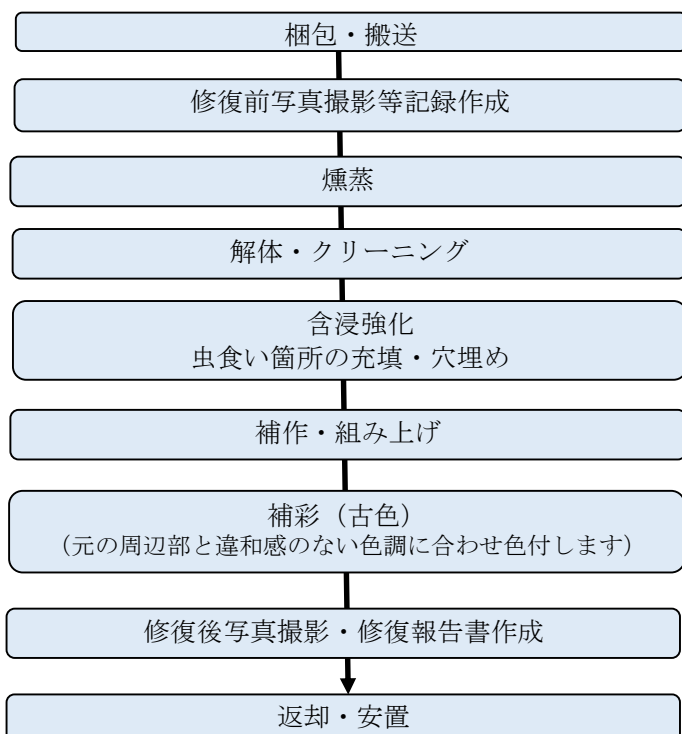 梱包・搬送
修復前写真撮影等記録作成
燻蒸
解体・クリーニング
含浸強化
虫食い箇所の充填・穴埋め
補作・組み上げ
補彩（古色）
（元の周辺部と違和感のない色調に合わせ色付します）
修復後写真撮影・修復報告書作成
返却・安置